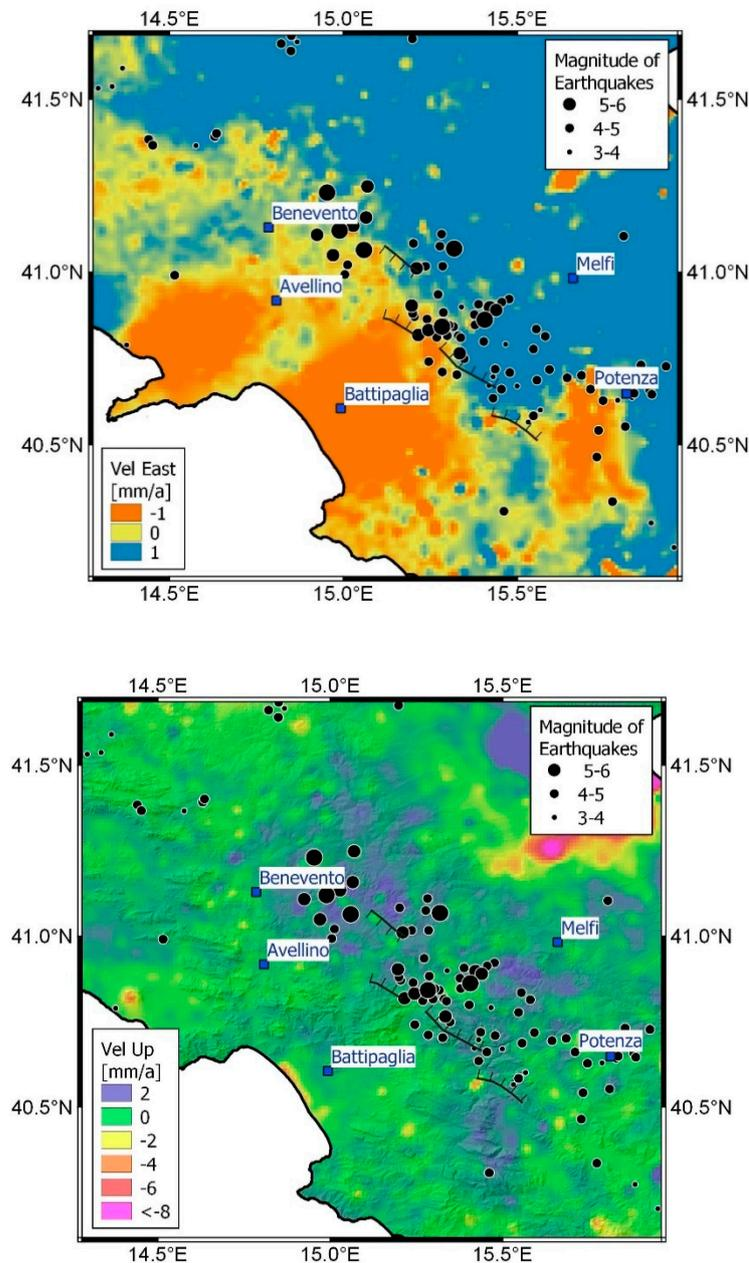 14.5°E 15.0°E 15.5°E
Magnitude of
Earthquakes
5-6
4-5
3-4
41.5°N 41.5°N
Benevento
41.0°N Melfi 41.0°N
Avellino
Potenza
Battipaglia
40.5°N 40.5°N
Vel East
[mm/a]
-1
0
1
14.5°E 15.0°E 15.5°E
14.5°E 15.0°E 15.5°E
Magnitude of
Earthquakes
5-6
4-5
3-4
41.5°N 41.5°N
Benevento
Melfi
41.0°N 41.0°N
Avellino
Potenza
Battipaglia
Vel Up
[mm/a]
2
0
-2
-4
-6
<-8
40.5°N 40.5°N
14.5°E 15.0°E 15.5°E